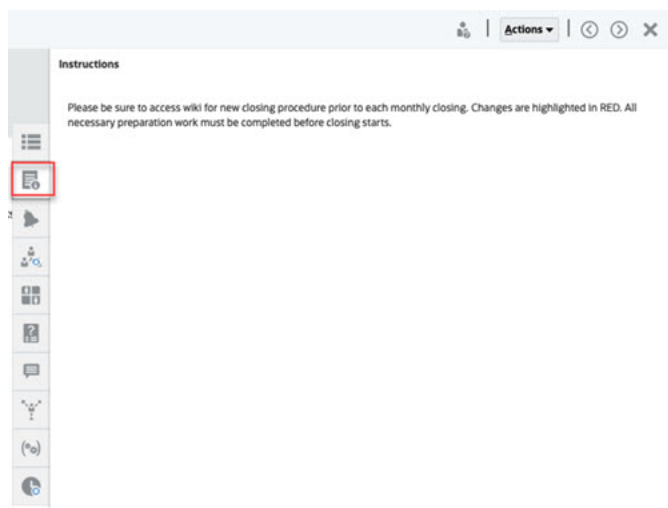 Actions
Instructions
Please be sure to access wiki for new closing procedure prior to each monthly closing. Changes are highlighted in RED. All
necessary preparation work must be completed before closing starts.